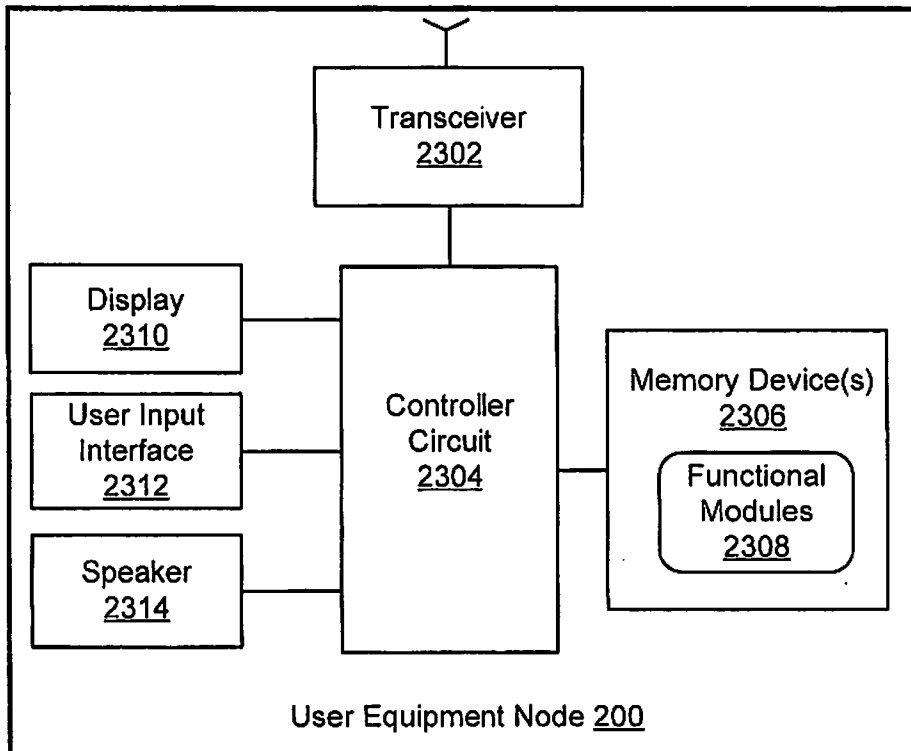 Transceiver
2302
Display
2310
User Input
Interface
2312
Speaker
2314
Controller
Circuit
2304
Memory Device(s)
2306
Functional
Modules
2308
User Equipment Node 200